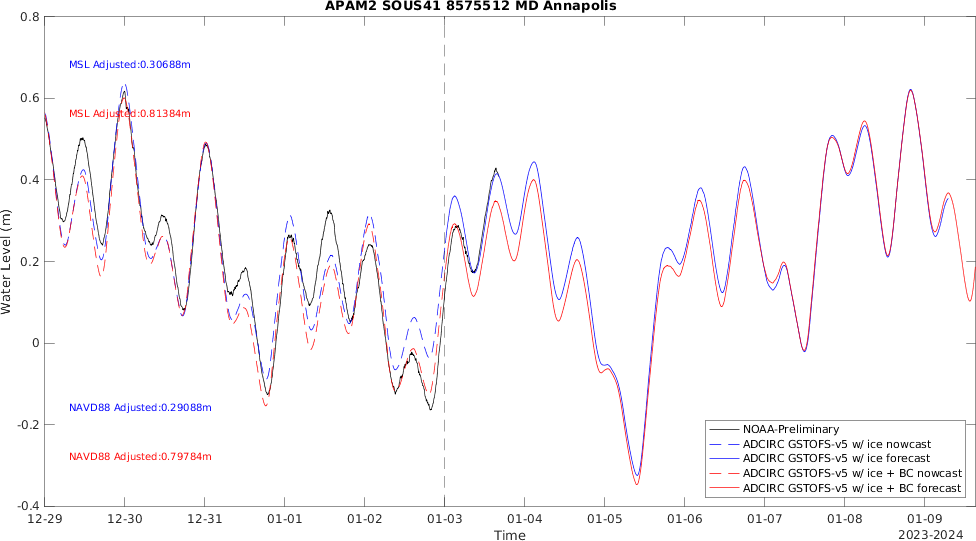 APAM2 SOUS41 8575512 MD Annapolis
0.8
0.6
0.4
0.2
0
-0.2
-0.4
Water Level (m)
MSL Adjusted:0.30688m
MSL Adjusted:0.81384m
NAVD88 Adjusted:0.29088m
NAVD88 Adjusted:0.79784m
NOAA-Preliminary
ADCIRC GSTOFS-v5 w/ ice nowcast
ADCIRC GSTOFS-v5 w/ ice forecast
ADCIRC GSTOFS-v5 w/ ice + BC nowcast
ADCIRC GSTOFS-v5 w/ ice + BC forecast
12-29 12-30 12-31 01-01 01-02 01-03 01-04 01-05 01-06 01-07 01-08 01-09
Time
2023-2024